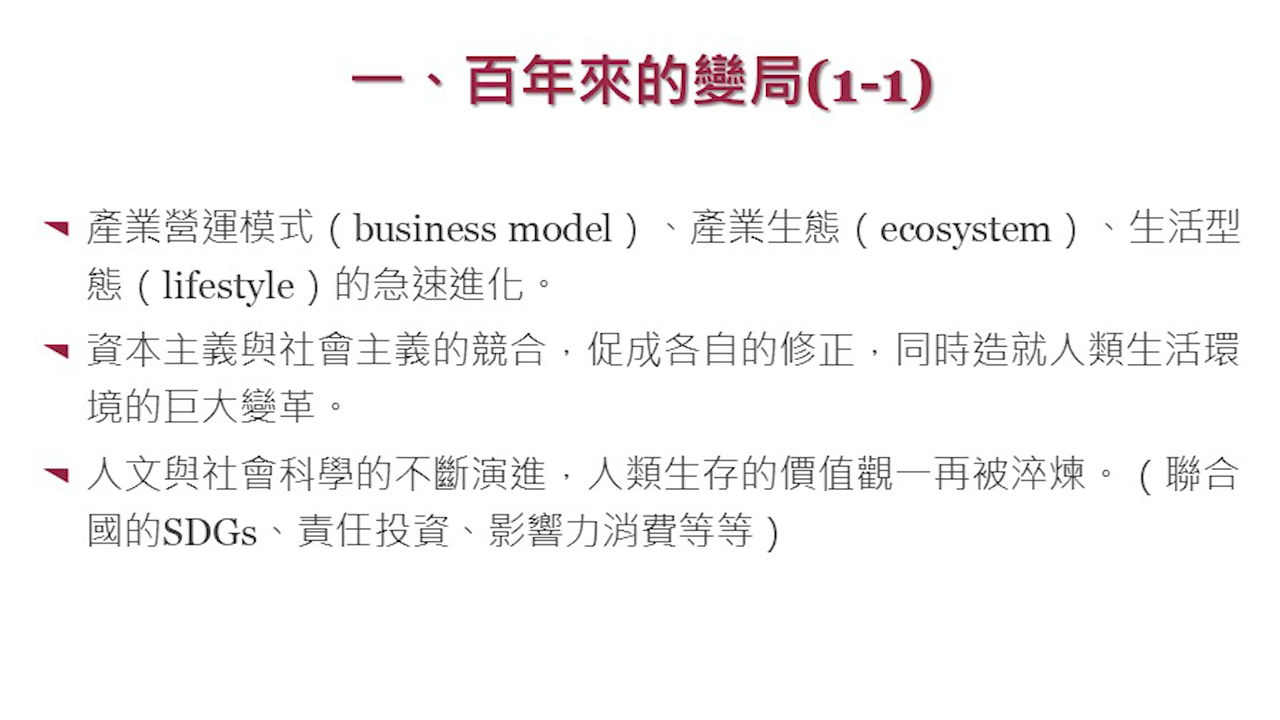 一、百年來的變局(1-1)
產業營運模式(business model)、產業生態(ecosystem)、生活型
態(lifestyle)的急速進化。
資本主義與社會主義的競合，促成各自的修正，同時造就人類生活環
境的巨大變革。
人文與社會科學的不斷演進，人類生存的價值觀一再被淬煉。(聯合
國的SDGs、責任投資、影響力消費等等)